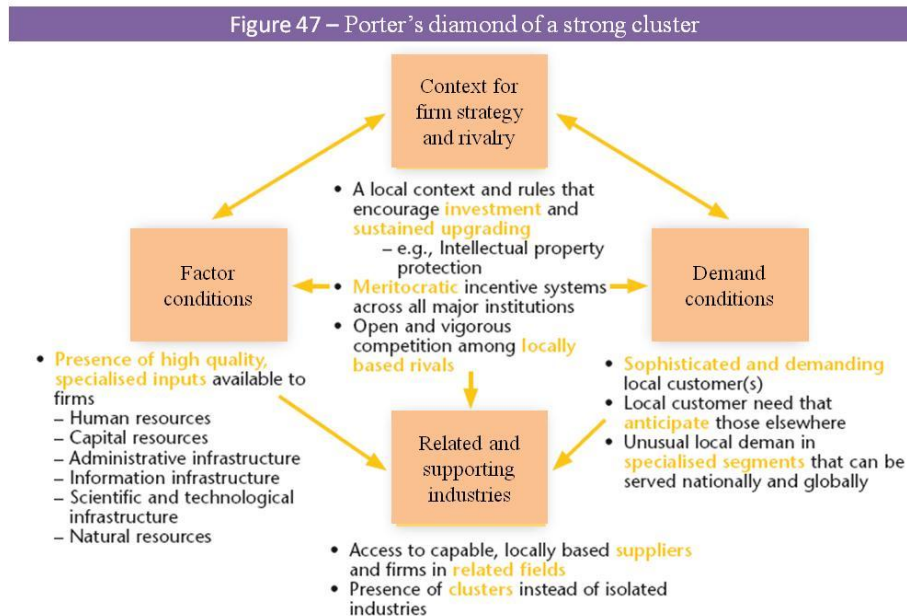 Figure 47 – Porter's diamond of a strong cluster
Context for
firm strategy
and rivalry
• A local context and rules that
encourage investment and
sustained upgrading
– e.g., Intellectual property
protection
• Meritocratic incentive systems
across all major institutions
• Open and vigorous
competition among locally
based rivals
Factor
conditions
• Presence of high quality,
specialised inputs available to
firms
– Human resources
– Capital resources
– Administrative infrastructure
– Information infrastructure
– Scientific and technological
infrastructure
– Natural resources
Demand
conditions
• Sophisticated and demanding
local customer(s)
• Local customer need that
anticipate those elsewhere
• Unusual local deman in
specialised segments that can be
served nationally and globally
Related and
supporting
industries
• Access to capable, locally based suppliers
and firms in related fields
• Presence of clusters instead of isolated
industries